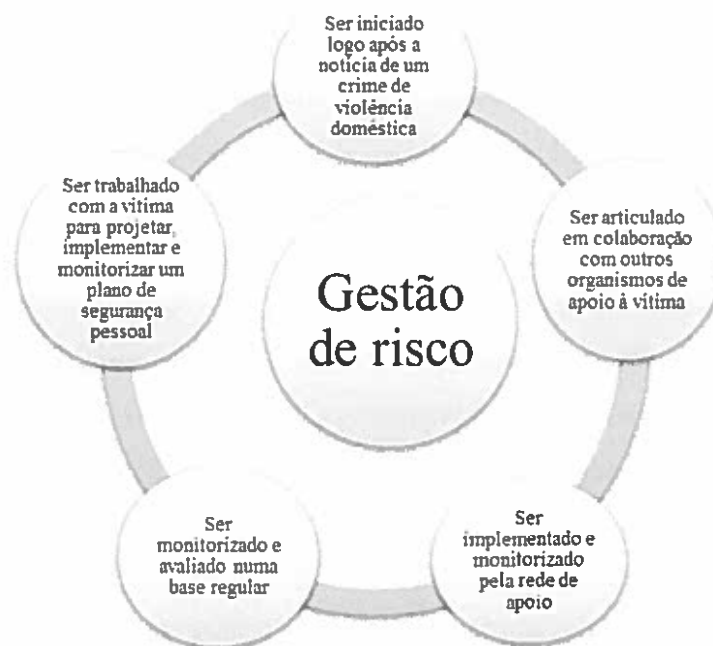 Ser iniciado
logo após a
notícia de um
crime de
violência
doméstica
Ser articulado
em colaboração
com outros
organismos de
apoio à vítima
Ser
implementado e
monitorizado
pela rede de
apoio
Ser
monitorizado e
avaliado numa
base regular
Ser trabalhado
com a vítima
para projetar,
implementar e
monitorizar um
plano de
segurança
pessoal
Gestão
de risco